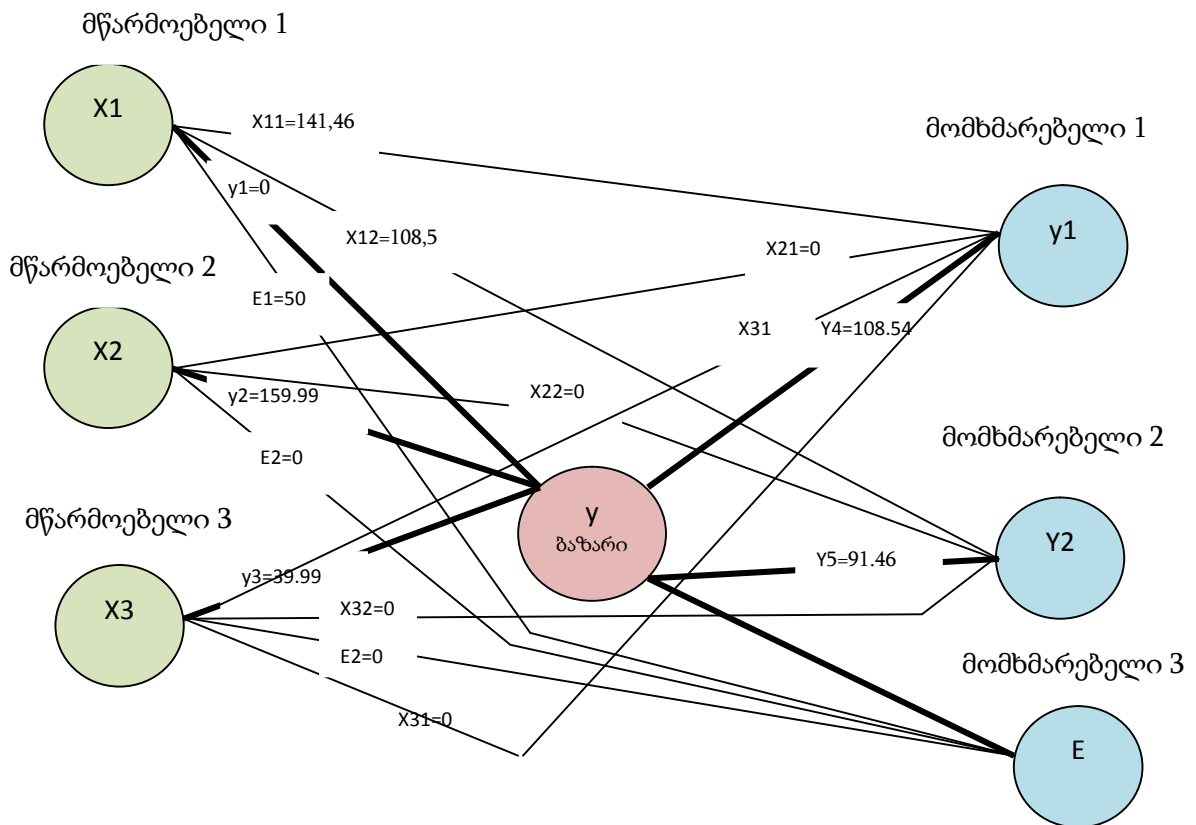 მწარმოებელი 1
X1
X11=141,46
მომხმარებელი 1
y1=0
X12=108,5
X21=0
y1
მწარმოებელი 2
E1=50
X31
Y4=108.54
X2
y2=159.99
X22=0
E2=0
მომხმარებელი 2
მწარმოებელი 3
y
ბაზარი
Y2
Y5=91.46
y3=39.99
X3
X32=0
E2=0
მომხმარებელი 3
X31=0
E